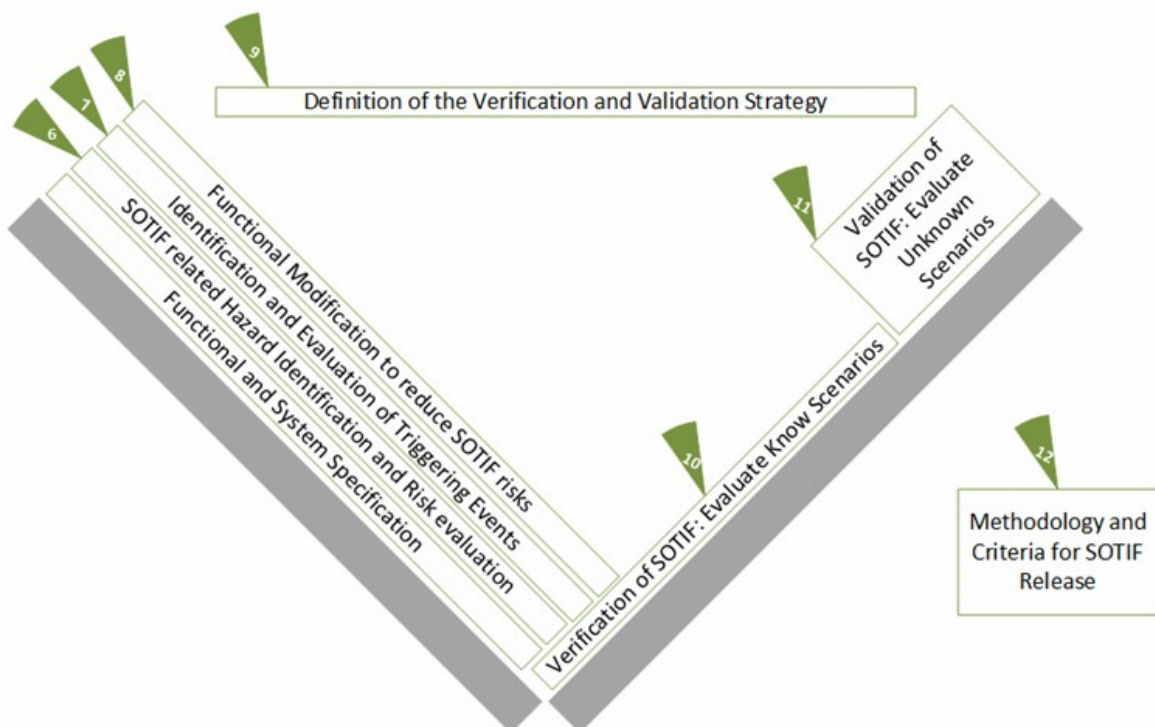 9
Definition of the Verification and Validation Strategy
8
Functional Modification to reduce SOTIF risks
7
Identification and Evaluation of Triggering Events
6
SOTIF related Hazard Identification and Risk evaluation
Functional and System Specification
10
Verification of SOTIF: Evaluate Know Scenarios
11
Validation of
SOTIF: Evaluate
Unknown
Scenarios
12
Methodology and
Criteria for SOTIF
Release